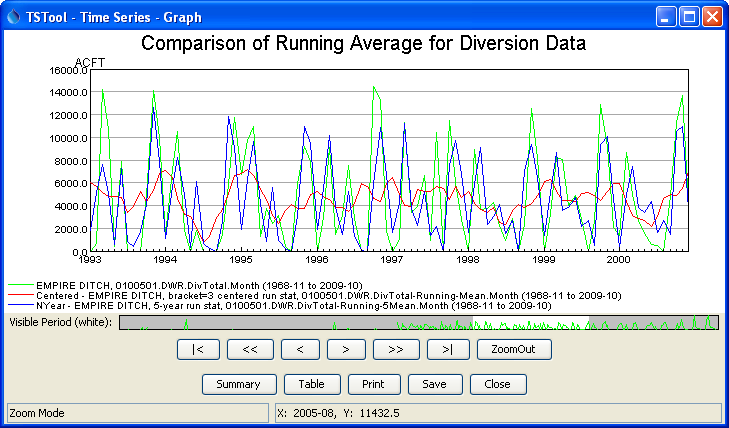 TSTool - Time Series - Graph
Comparison of Running Average for Diversion Data
ACFT
16000.0
14000.0
12000.0
10000.0
8000.0
6000.0
4000.0
2000.0
0.0
1993 1994 1995 1996 1997 1998 1999 2000
EMPIRE DITCH, 0100501.DWR.DivTotal.Month (1968-11 to 2009-10)
Centered - EMPIRE DITCH, bracket=3 centered run stat, 0100501.DWR.DivTotal-Running-Mean.Month (1968-11 to 2009-10)
NYear - EMPIRE DITCH, 5-year run stat, 0100501.DWR.DivTotal-Running-5Mean.Month (1968-11 to 2009-10)
Visible Period (white):
|< << < > >> >| ZoomOut
Summary Table Print Save Close
Zoom Mode X: 2005-08, Y: 11432.5